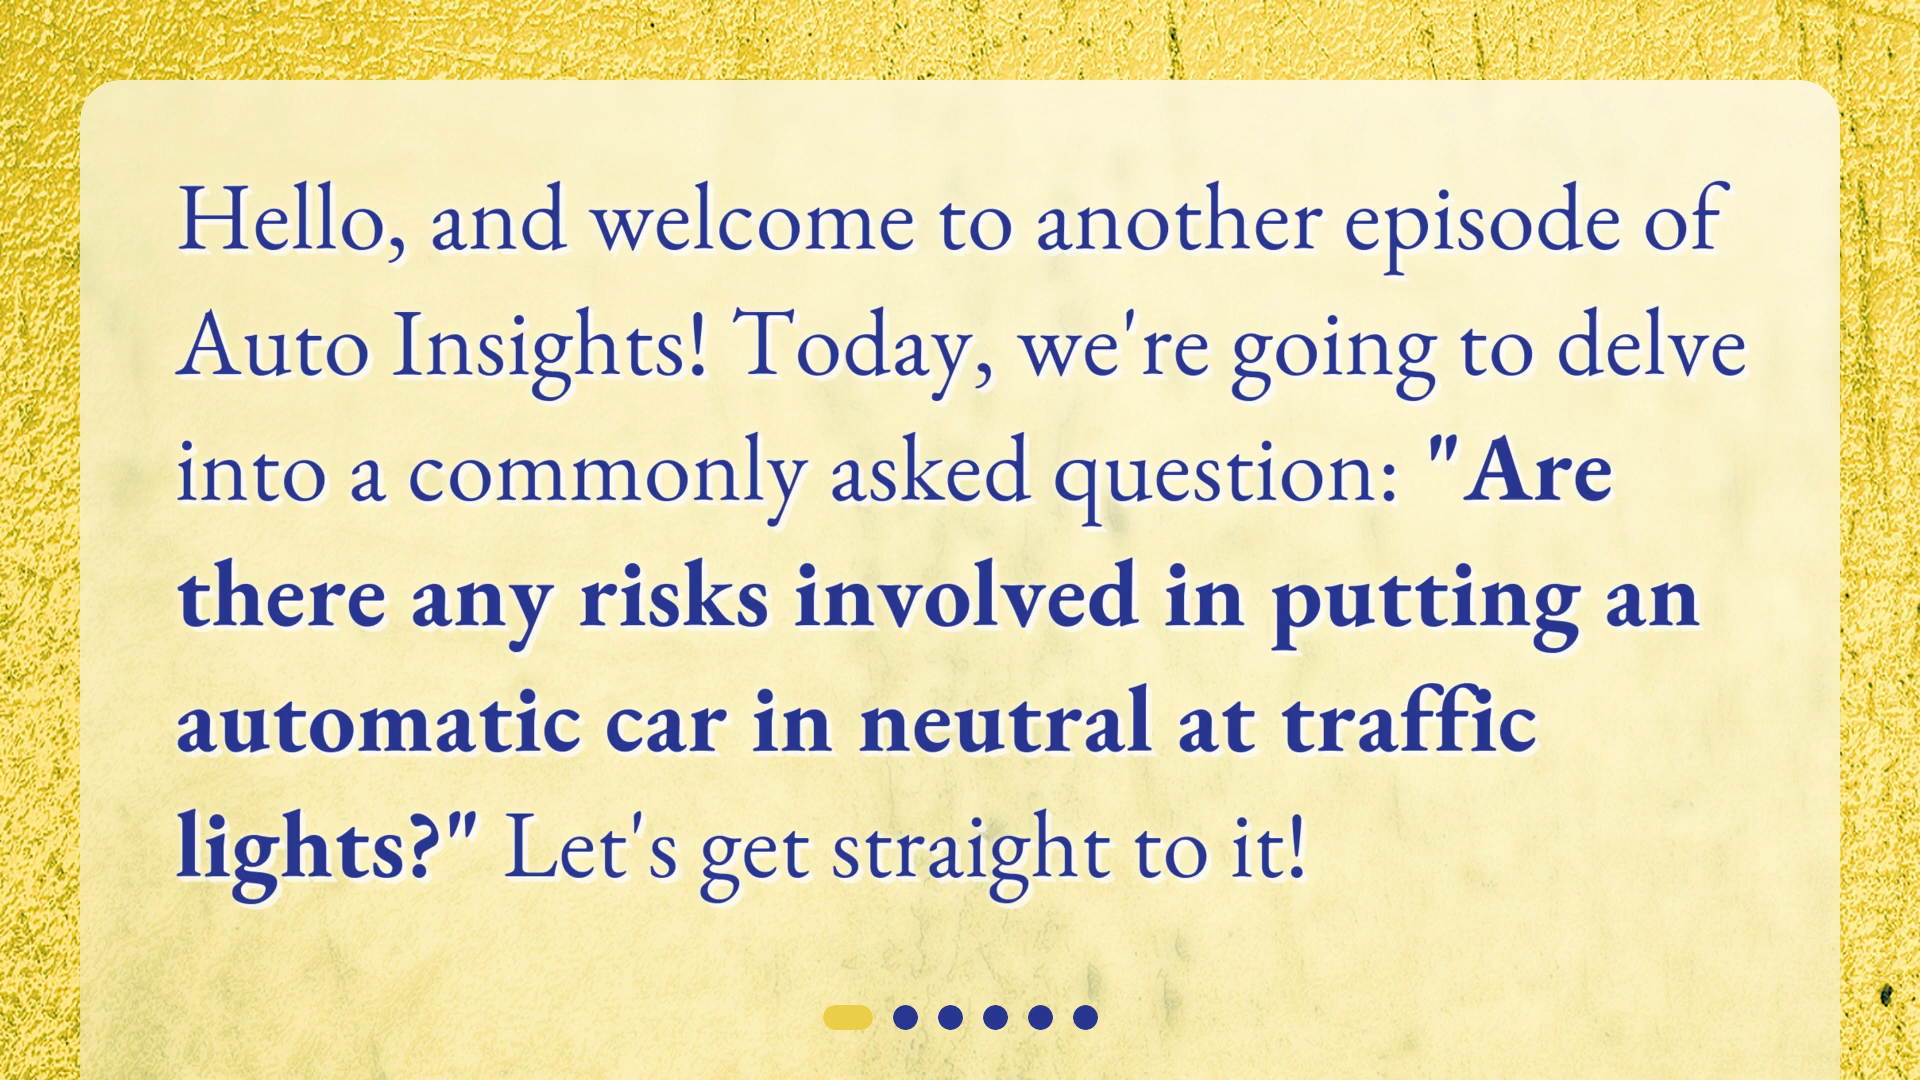 Hello, and welcome to another episode of
Auto Insights! Today, we're going to delve
into a commonly asked question: "Are
there any risks involved in putting an
automatic car in neutral at traffic
lights?" Let's get straight to it!